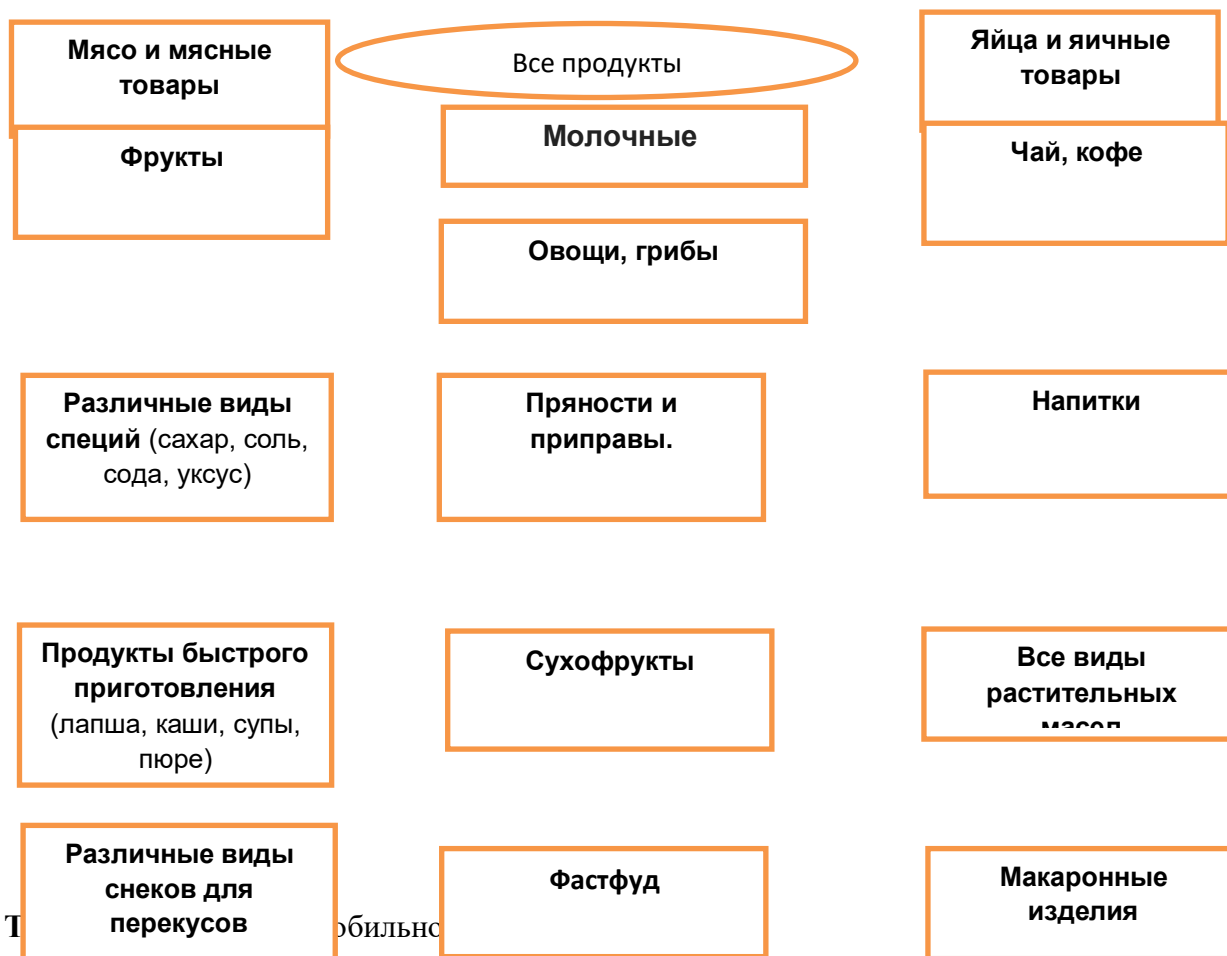 Мясо и мясные
товары
Все продукты
Яйца и яичные
товары
Фрукты
Молочные
Чай, кофе
Овощи, грибы
Различные виды
специй (сахар, соль,
сода, уксус)
Пряности и
приправы.
Напитки
Продукты быстрого
приготовления
(лапша, каши, супы,
пюре)
Сухофрукты
Все виды
растительных
масел
Различные виды
снеков для
перекусов
Фастфуд
Макаронные
изделия